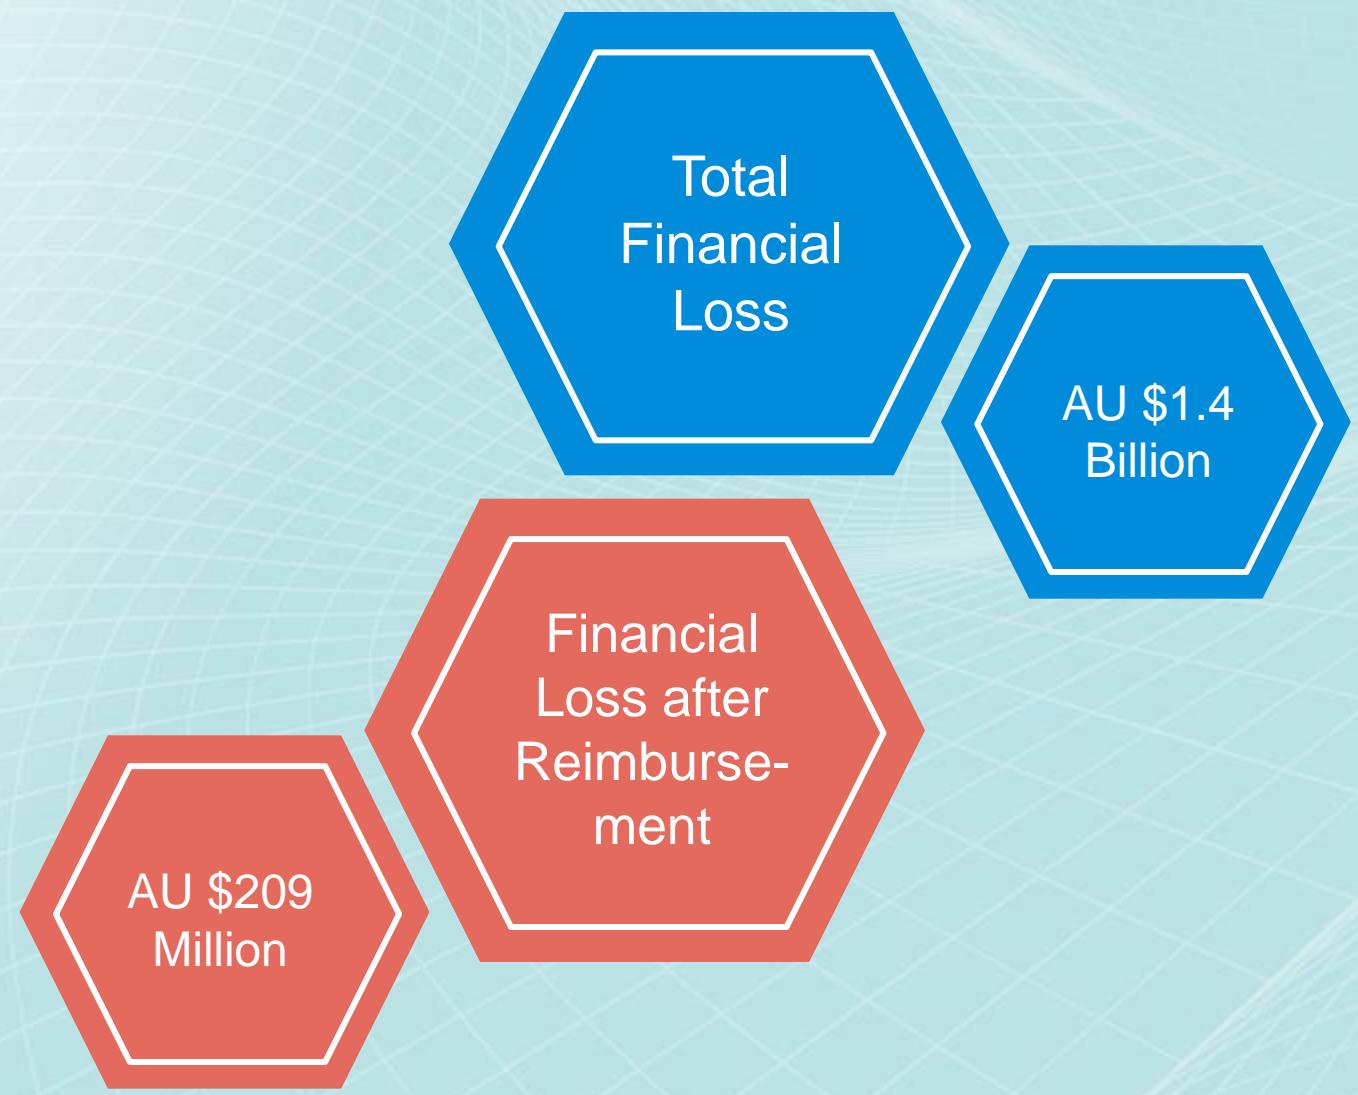 Total
Financial
Loss
AU $1.4
Billion
Financial
Loss after
Reimburse-
ment
AU $209
Million